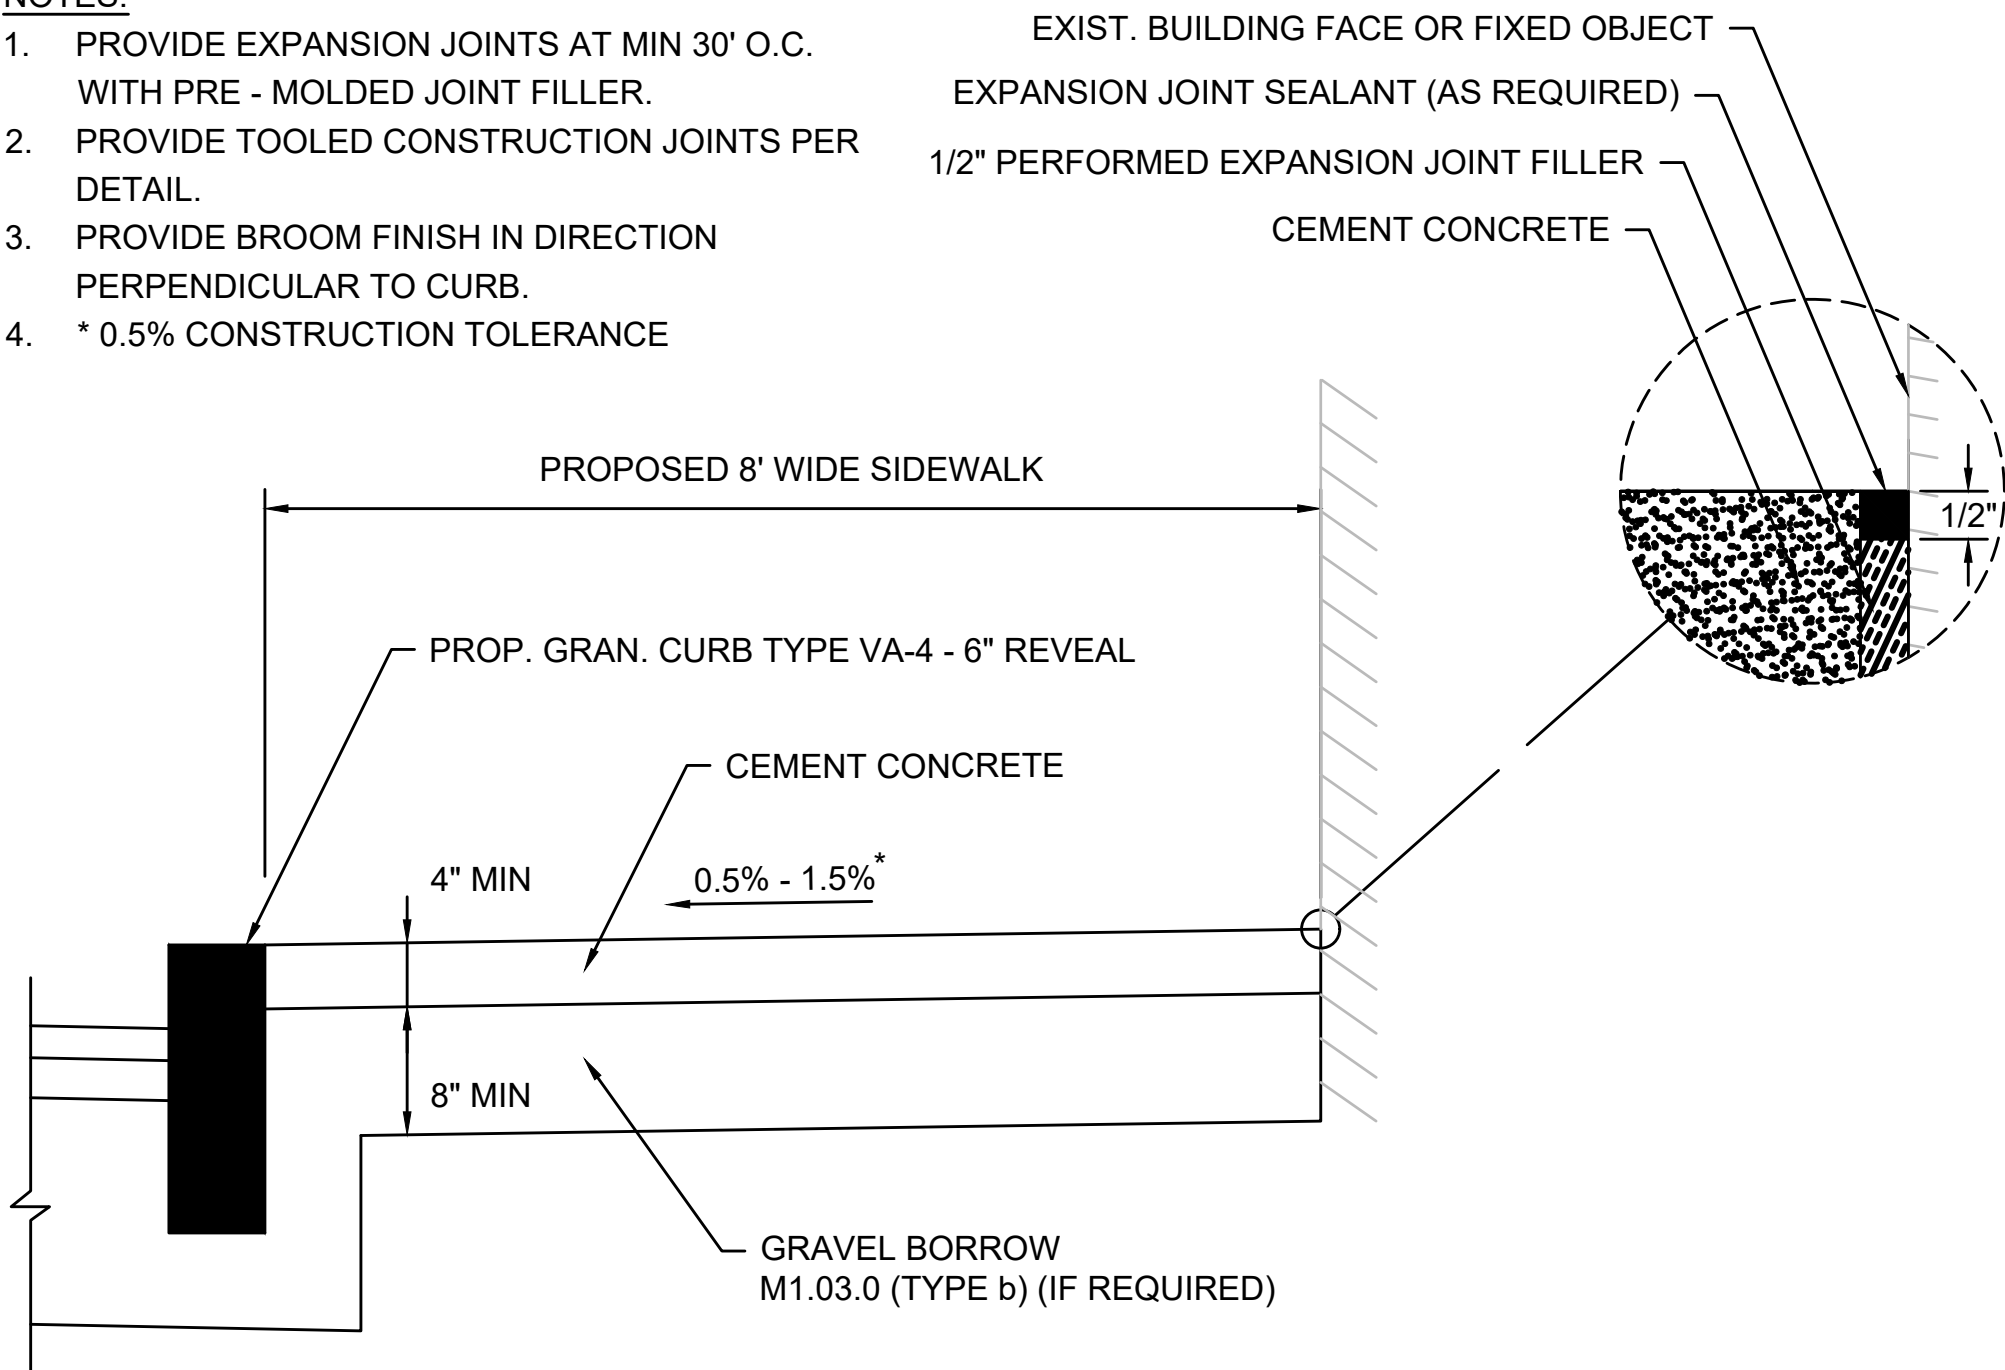 NOTES:
1. PROVIDE EXPANSION JOINTS AT MIN 30' O.C.
WITH PRE - MOLDED JOINT FILLER.
2. PROVIDE TOOLED CONSTRUCTION JOINTS PER
DETAIL.
3. PROVIDE BROOM FINISH IN DIRECTION
PERPENDICULAR TO CURB.
4. * 0.5% CONSTRUCTION TOLERANCE
EXIST. BUILDING FACE OR FIXED OBJECT
EXPANSION JOINT SEALANT (AS REQUIRED)
1/2" PERFORMED EXPANSION JOINT FILLER
CEMENT CONCRETE
1/2"
PROPOSED 8' WIDE SIDEWALK
PROP. GRAN. CURB TYPE VA-4 - 6" REVEAL
CEMENT CONCRETE
4" MIN
0.5% - 1.5%*
8" MIN
GRAVEL BORROW
M1.03.0 (TYPE b) (IF REQUIRED)